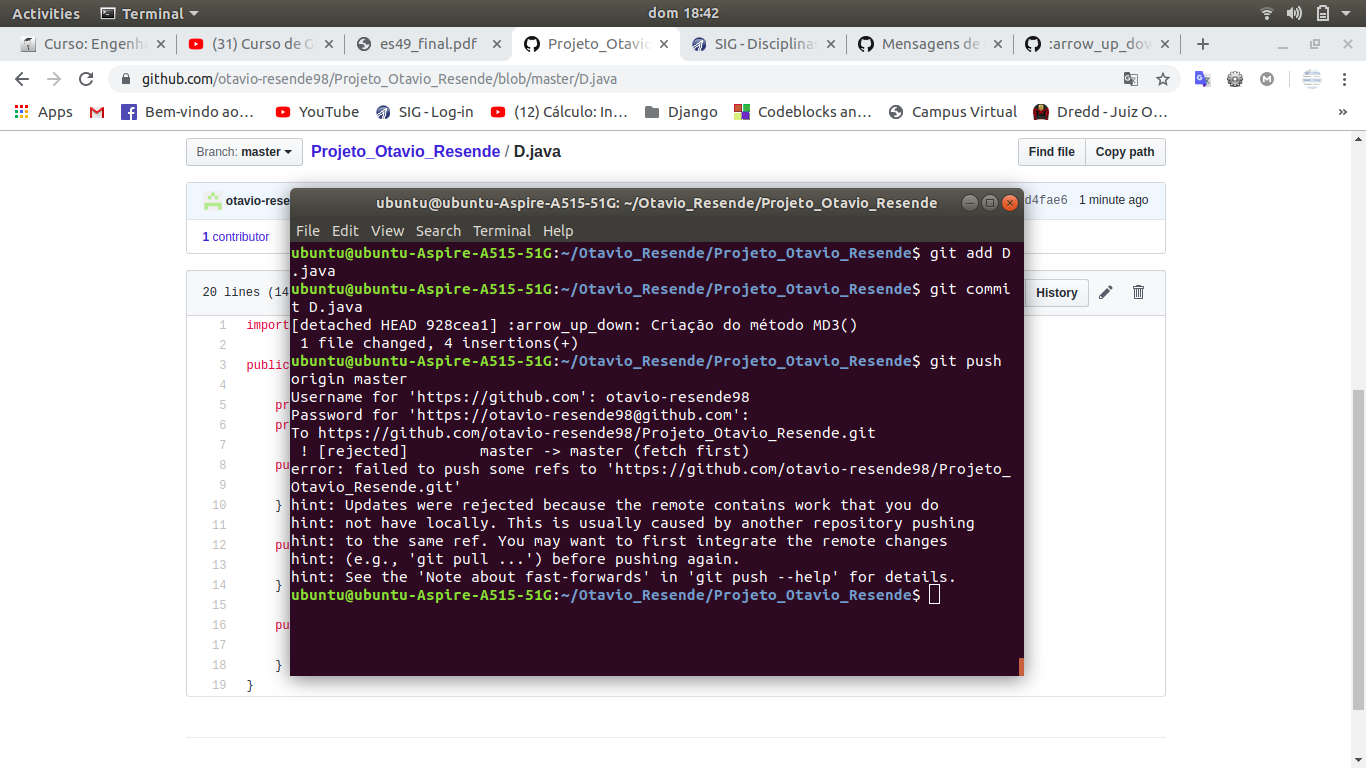 Activities Terminal dom 18:42
Curso: Engenh (31) Curso de G es49_final.pdf Projeto_Otavio SIG - Disciplinas Mensagens de :arrow_up_dow
github.com/otavio-resende98/Projeto_Otavio_Resende/blob/master/D.java
Apps Bem-vindo ao... YouTube SIG - Log-in (12) Cálculo: In... Django Codeblocks an... Campus Virtual Dredd - Juiz O... »
Branch: master Projeto_Otavio_Resende / D.java Find file Copy path
otavio-rese d4fae6 1 minute ago
1 contributor
20 lines (14 History
1 import
2
3 public
4
5 pr
6 pr
7
8 pu
9
10 }
11
12 pu
13
14 }
15
16 pu
17
18 }
19 }
ubuntu@ubuntu-Aspire-A515-51G: ~/Otavio_Resende/Projeto_Otavio_Resende
File Edit View Search Terminal Help
ubuntu@ubuntu-Aspire-A515-51G:~/Otavio_Resende/Projeto_Otavio_Resende$ git add D
.java
ubuntu@ubuntu-Aspire-A515-51G:~/Otavio_Resende/Projeto_Otavio_Resende$ git commi
t D.java
[detached HEAD 928cea1] :arrow_up_down: Criação do método MD3()
1 file changed, 4 insertions(+)
ubuntu@ubuntu-Aspire-A515-51G:~/Otavio_Resende/Projeto_Otavio_Resende$ git push
origin master
Username for 'https://github.com': otavio-resende98
Password for 'https://otavio-resende98@github.com':
To https://github.com/otavio-resende98/Projeto_Otavio_Resende.git
! [rejected] master -> master (fetch first)
error: failed to push some refs to 'https://github.com/otavio-resende98/Projeto_
Otavio_Resende.git'
hint: Updates were rejected because the remote contains work that you do
hint: not have locally. This is usually caused by another repository pushing
hint: to the same ref. You may want to first integrate the remote changes
hint: (e.g., 'git pull ...') before pushing again.
hint: See the 'Note about fast-forwards' in 'git push --help' for details.
ubuntu@ubuntu-Aspire-A515-51G:~/Otavio_Resende/Projeto_Otavio_Resende$